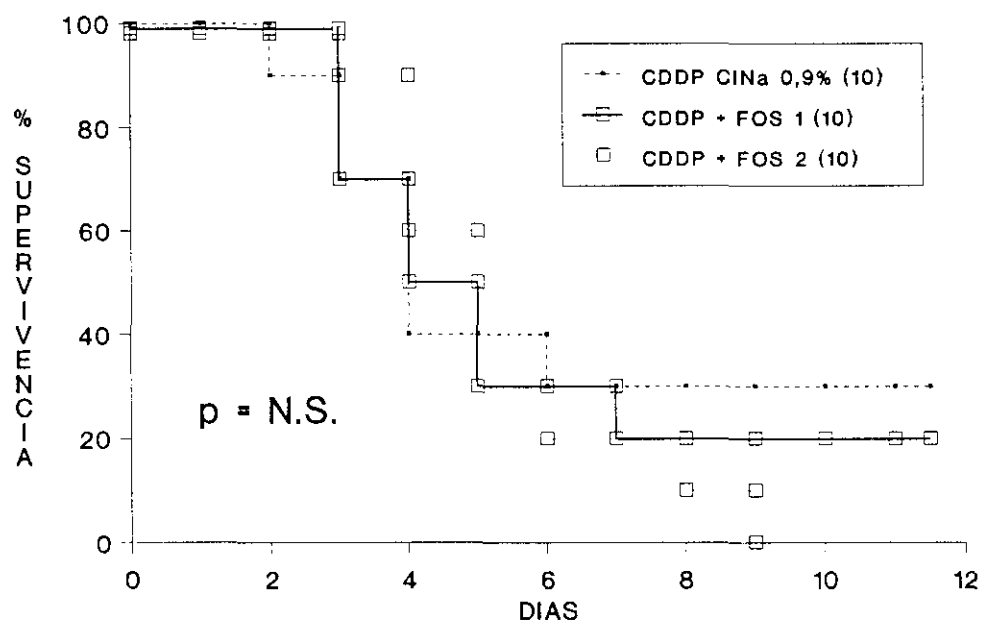 % SUPERVIVENCIA
100
80
60
40
20
0
CDDP ClNa 0,9% (10)
CDDP + FOS 1 (10)
CDDP + FOS 2 (10)
p = N.S.
0 2 4 6 8 10 12
DIAS